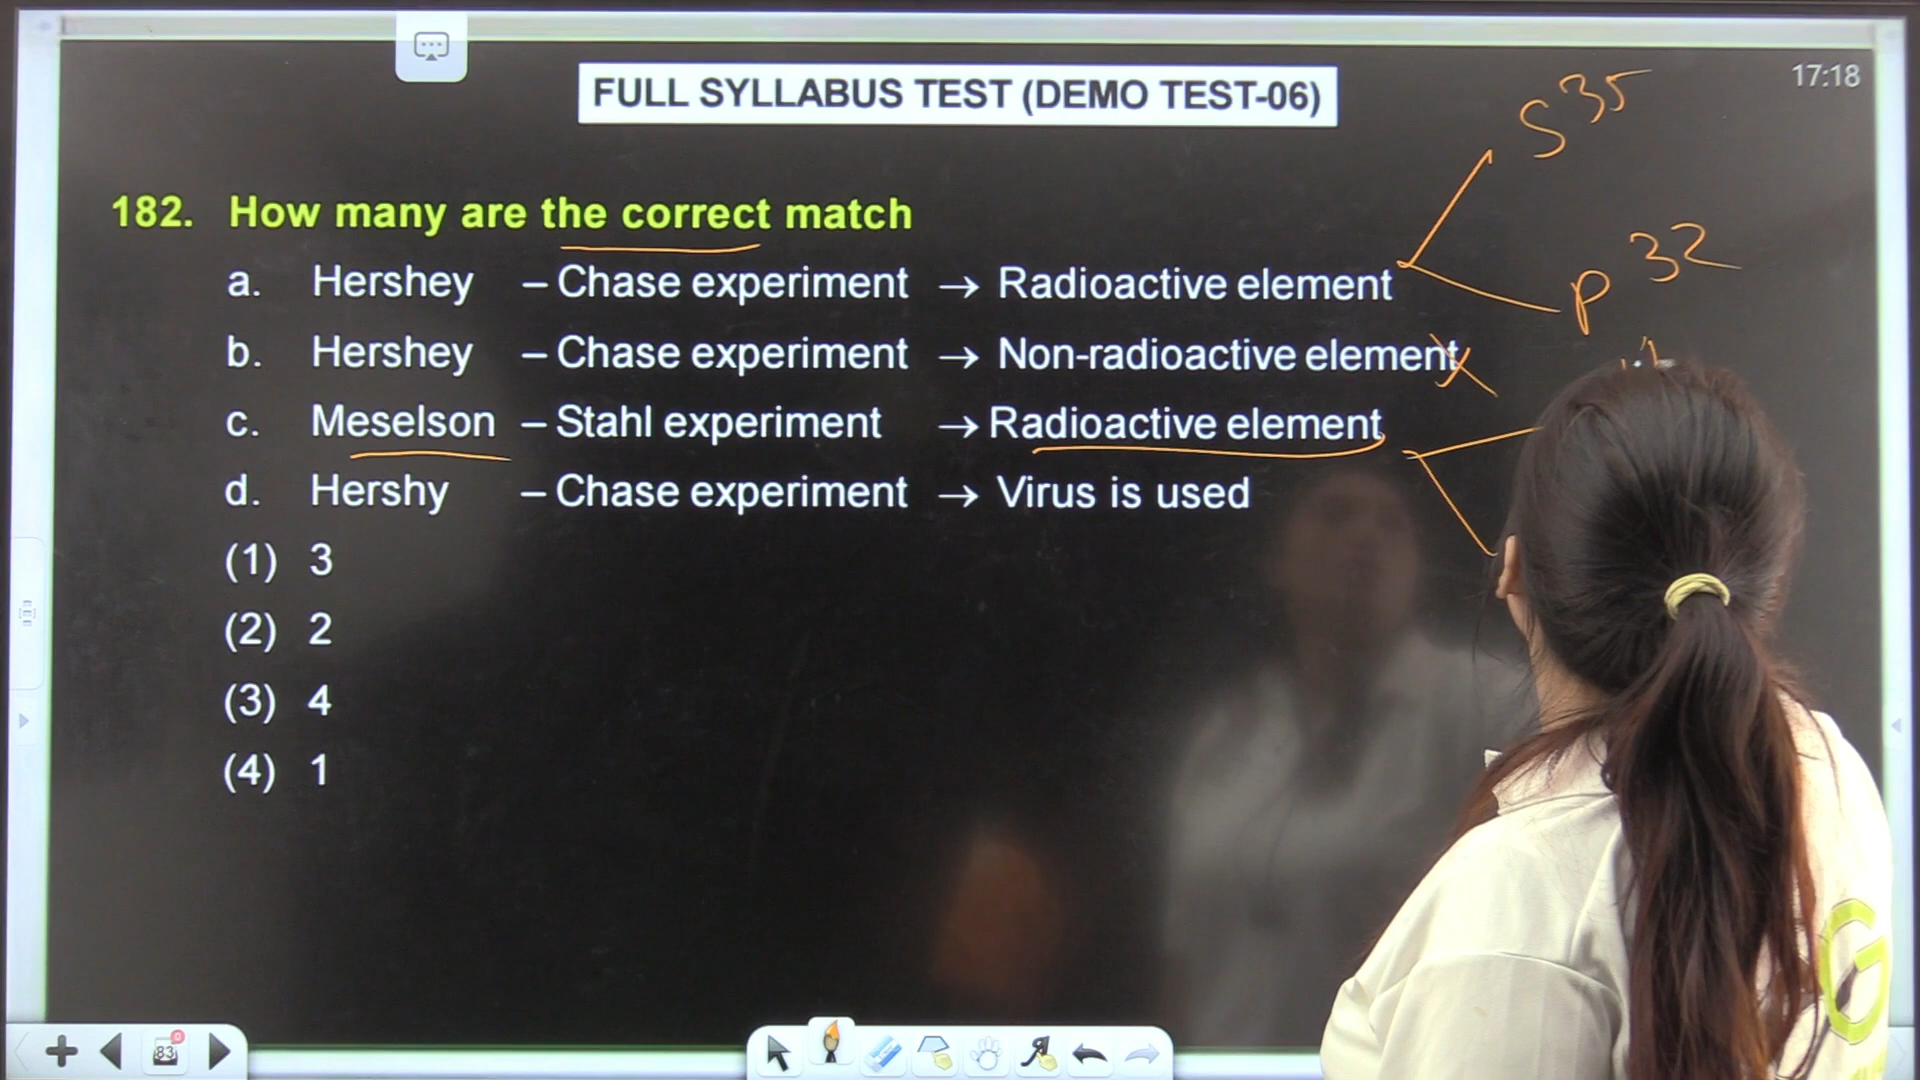 FULL SYLLABUS TEST (DEMO TEST-06)
17:18
S35
182. How many are the correct match
a. Hershey – Chase experiment → Radioactive element
P32
b. Hershey – Chase experiment → Non-radioactive element
c. Meselson – Stahl experiment → Radioactive element
d. Hershy – Chase experiment → Virus is used
(1) 3
(2) 2
(3) 4
(4) 1
G
83
0